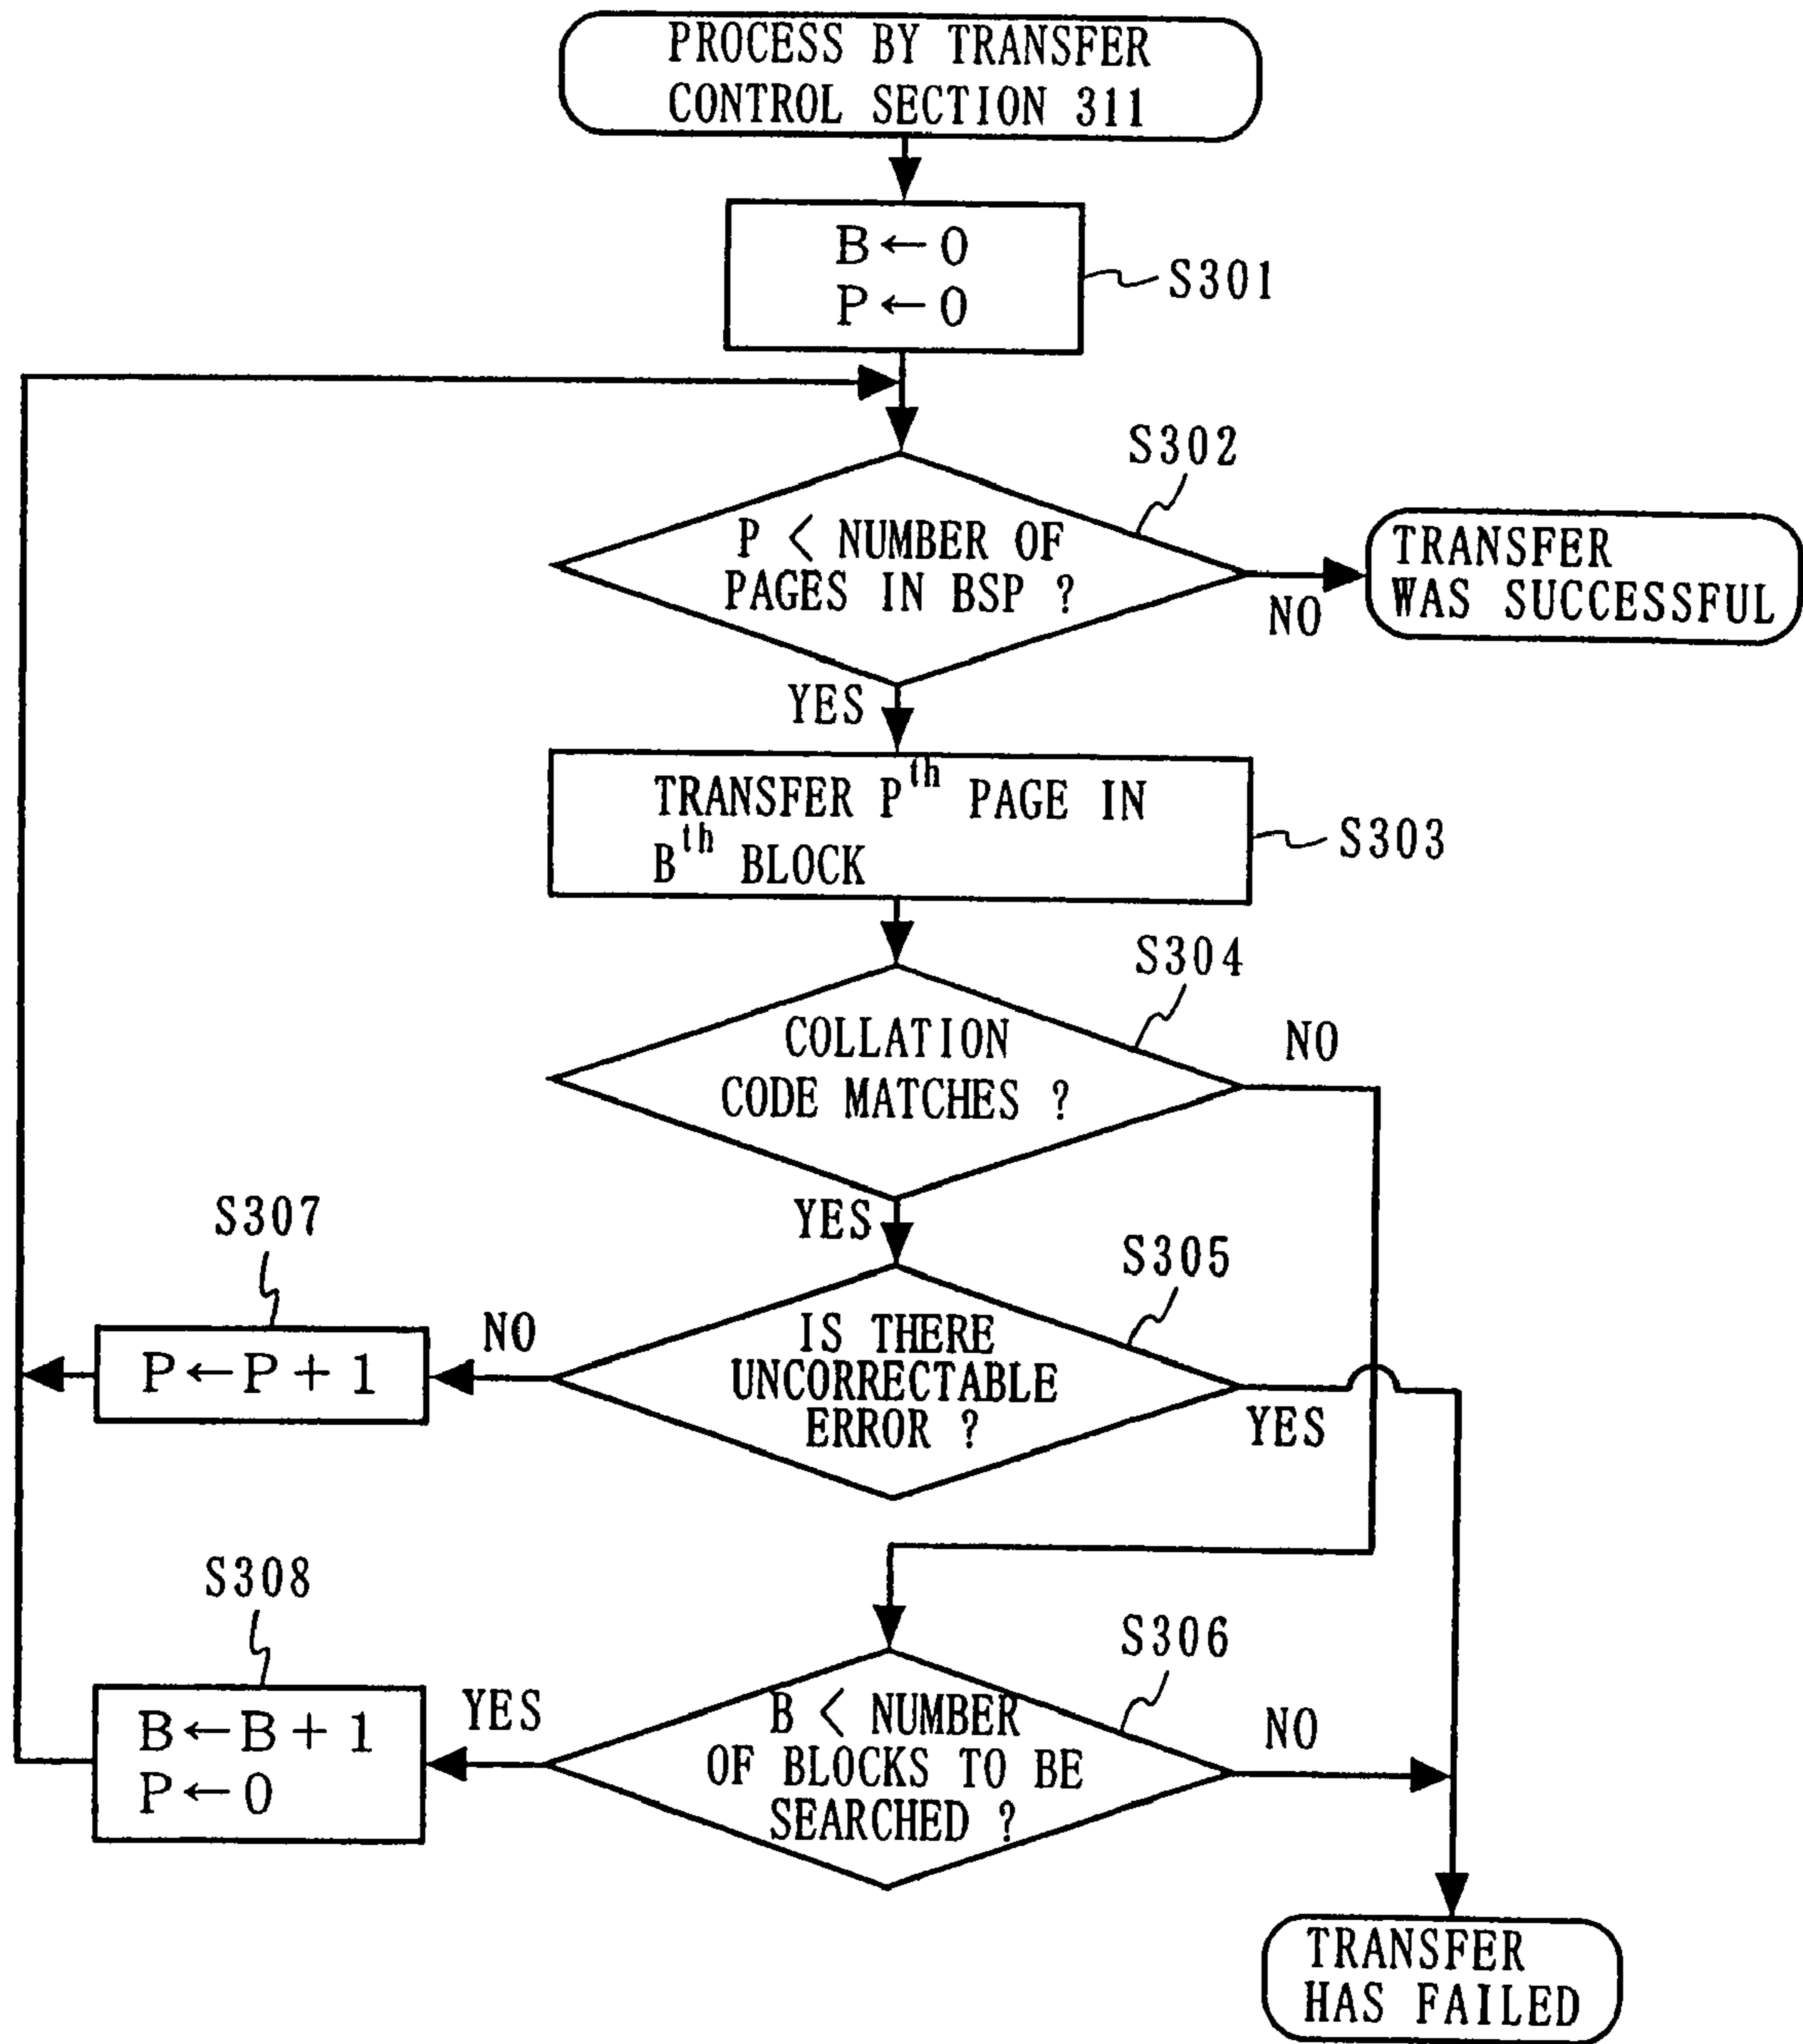 PROCESS BY TRANSFER
CONTROL SECTION 311
B←0
P←0
S301
S302
P < NUMBER OF
PAGES IN BSP ?
NO
TRANSFER
WAS SUCCESSFUL
YES
TRANSFER Pth PAGE IN
Bth BLOCK
S303
S304
COLLATION
CODE MATCHES ?
NO
YES
S305
IS THERE
UNCORRECTABLE
ERROR ?
YES
NO
S307
P←P+1
S306
B < NUMBER
OF BLOCKS TO BE
SEARCHED ?
NO
YES
S308
B←B+1
P←0
TRANSFER
HAS FAILED